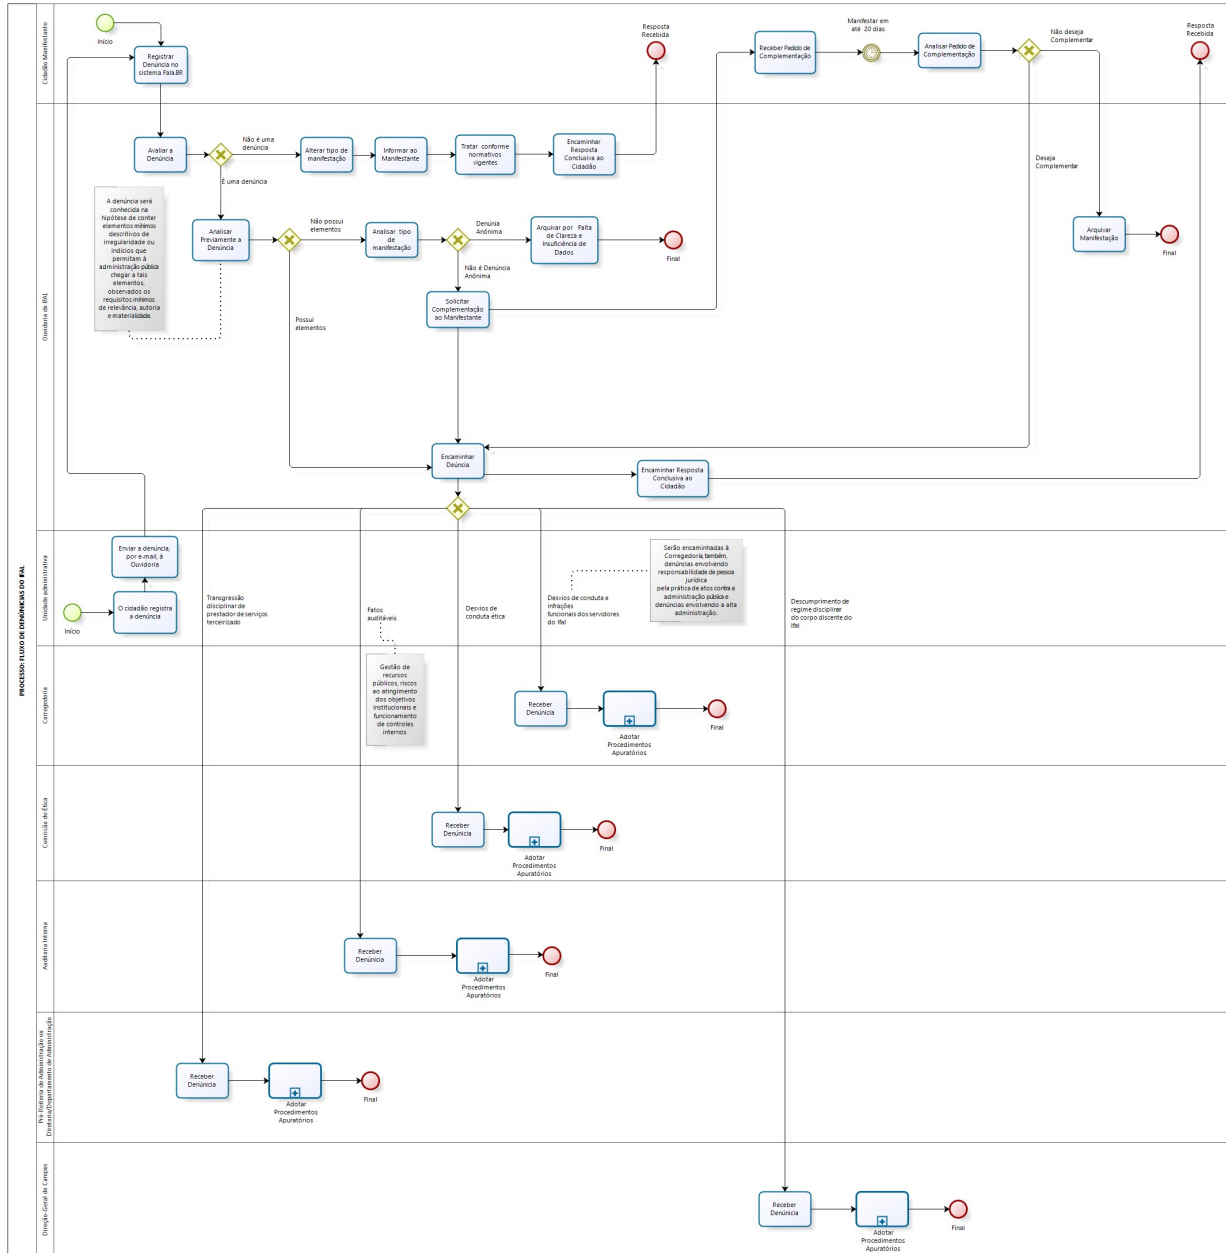 PROCESSO: FLUXO DE DENÚNICIAS DO IFAL
Cidadão Manifestante
Início
Registrar
Denúncia no
sistema Fala.BR
Resposta
Recebida
Receber Pedido de
Complementação
Manifestar em
até 20 dias
Analisar Pedido de
Complementação
Não deseja
Complementar
Resposta
Recebida
Ouvidoria de IFAL
Avaliar a
Denúncia
Não é uma
denúncia
Alterar tipo de
manifestação
Informar ao
Manifestante
Tratar conforme
normativos
vigentes
Encaminhar
Resposta
Conclusiva ao
Cidadão
Deseja
Complementar
É uma denúncia
A denúncia será
conhecida na
hipótese de conter
elementos mínimos
descritivos de
irregularidade ou
indícios que
permitam à
administração pública
chegar a tais
elementos,
observados os
requisitos mínimos
de relevância, autoria
e materialidade.
Analisar
Previamente a
Denúncia
Não possui
elementos
Analisar tipo
de
manifestação
Denúnia
Anônima
Arquivar por Falta
de Clareza e
Insuficiência de
Dados
Final
Arquivar
Manifestação
Final
Não é Denúncia
Anônima
Solicitar
Complementação
ao Manifestante
Possui
elementos
Encaminhar
Deúncia
Encaminhar Resposta
Conclusiva ao
Cidadão
Unidade administrativa
Enviar a denúncia,
por e-mail, à
Ouvidoria
Início
O cidadão registra
a denúncia
Transgressão
disciplinar de
prestador de serviços
terceirizado
Fatos
auditáveis
Desvios de
conduta ética
Desvios de conduta e
infrações
funcionais dos servidores
do Ifal
Serão encaminhadas à
Corregedoria, também,
denúncias envolvendo
responsabilidade de pessoa
jurídica
pela prática de atos contra a
administração pública e
denúncias envolvendo a alta
administração.
Descumprimento de
regime disciplinar
do corpo discente do
Ifal
Corregedoria
Gestão de
recursos
públicos, riscos
ao atingimento
dos objetivos
institucionais e
funcionamento
de controles
internos
Receber
Denúnicia
Adotar
Procedimentos
Apuratórios
Final
Comissão de Ética
Receber
Denúnicia
Adotar
Procedimentos
Apuratórios
Final
Auditoria Interna
Receber
Denúnicia
Adotar
Procedimentos
Apuratórios
Final
Pró-Reitoria de Administração ou
Diretoria/Departamento de Administração
Receber
Denúnicia
Adotar
Procedimentos
Apuratórios
Final
Direção-Geral do Campus
Receber
Denúnicia
Adotar
Procedimentos
Apuratórios
Final